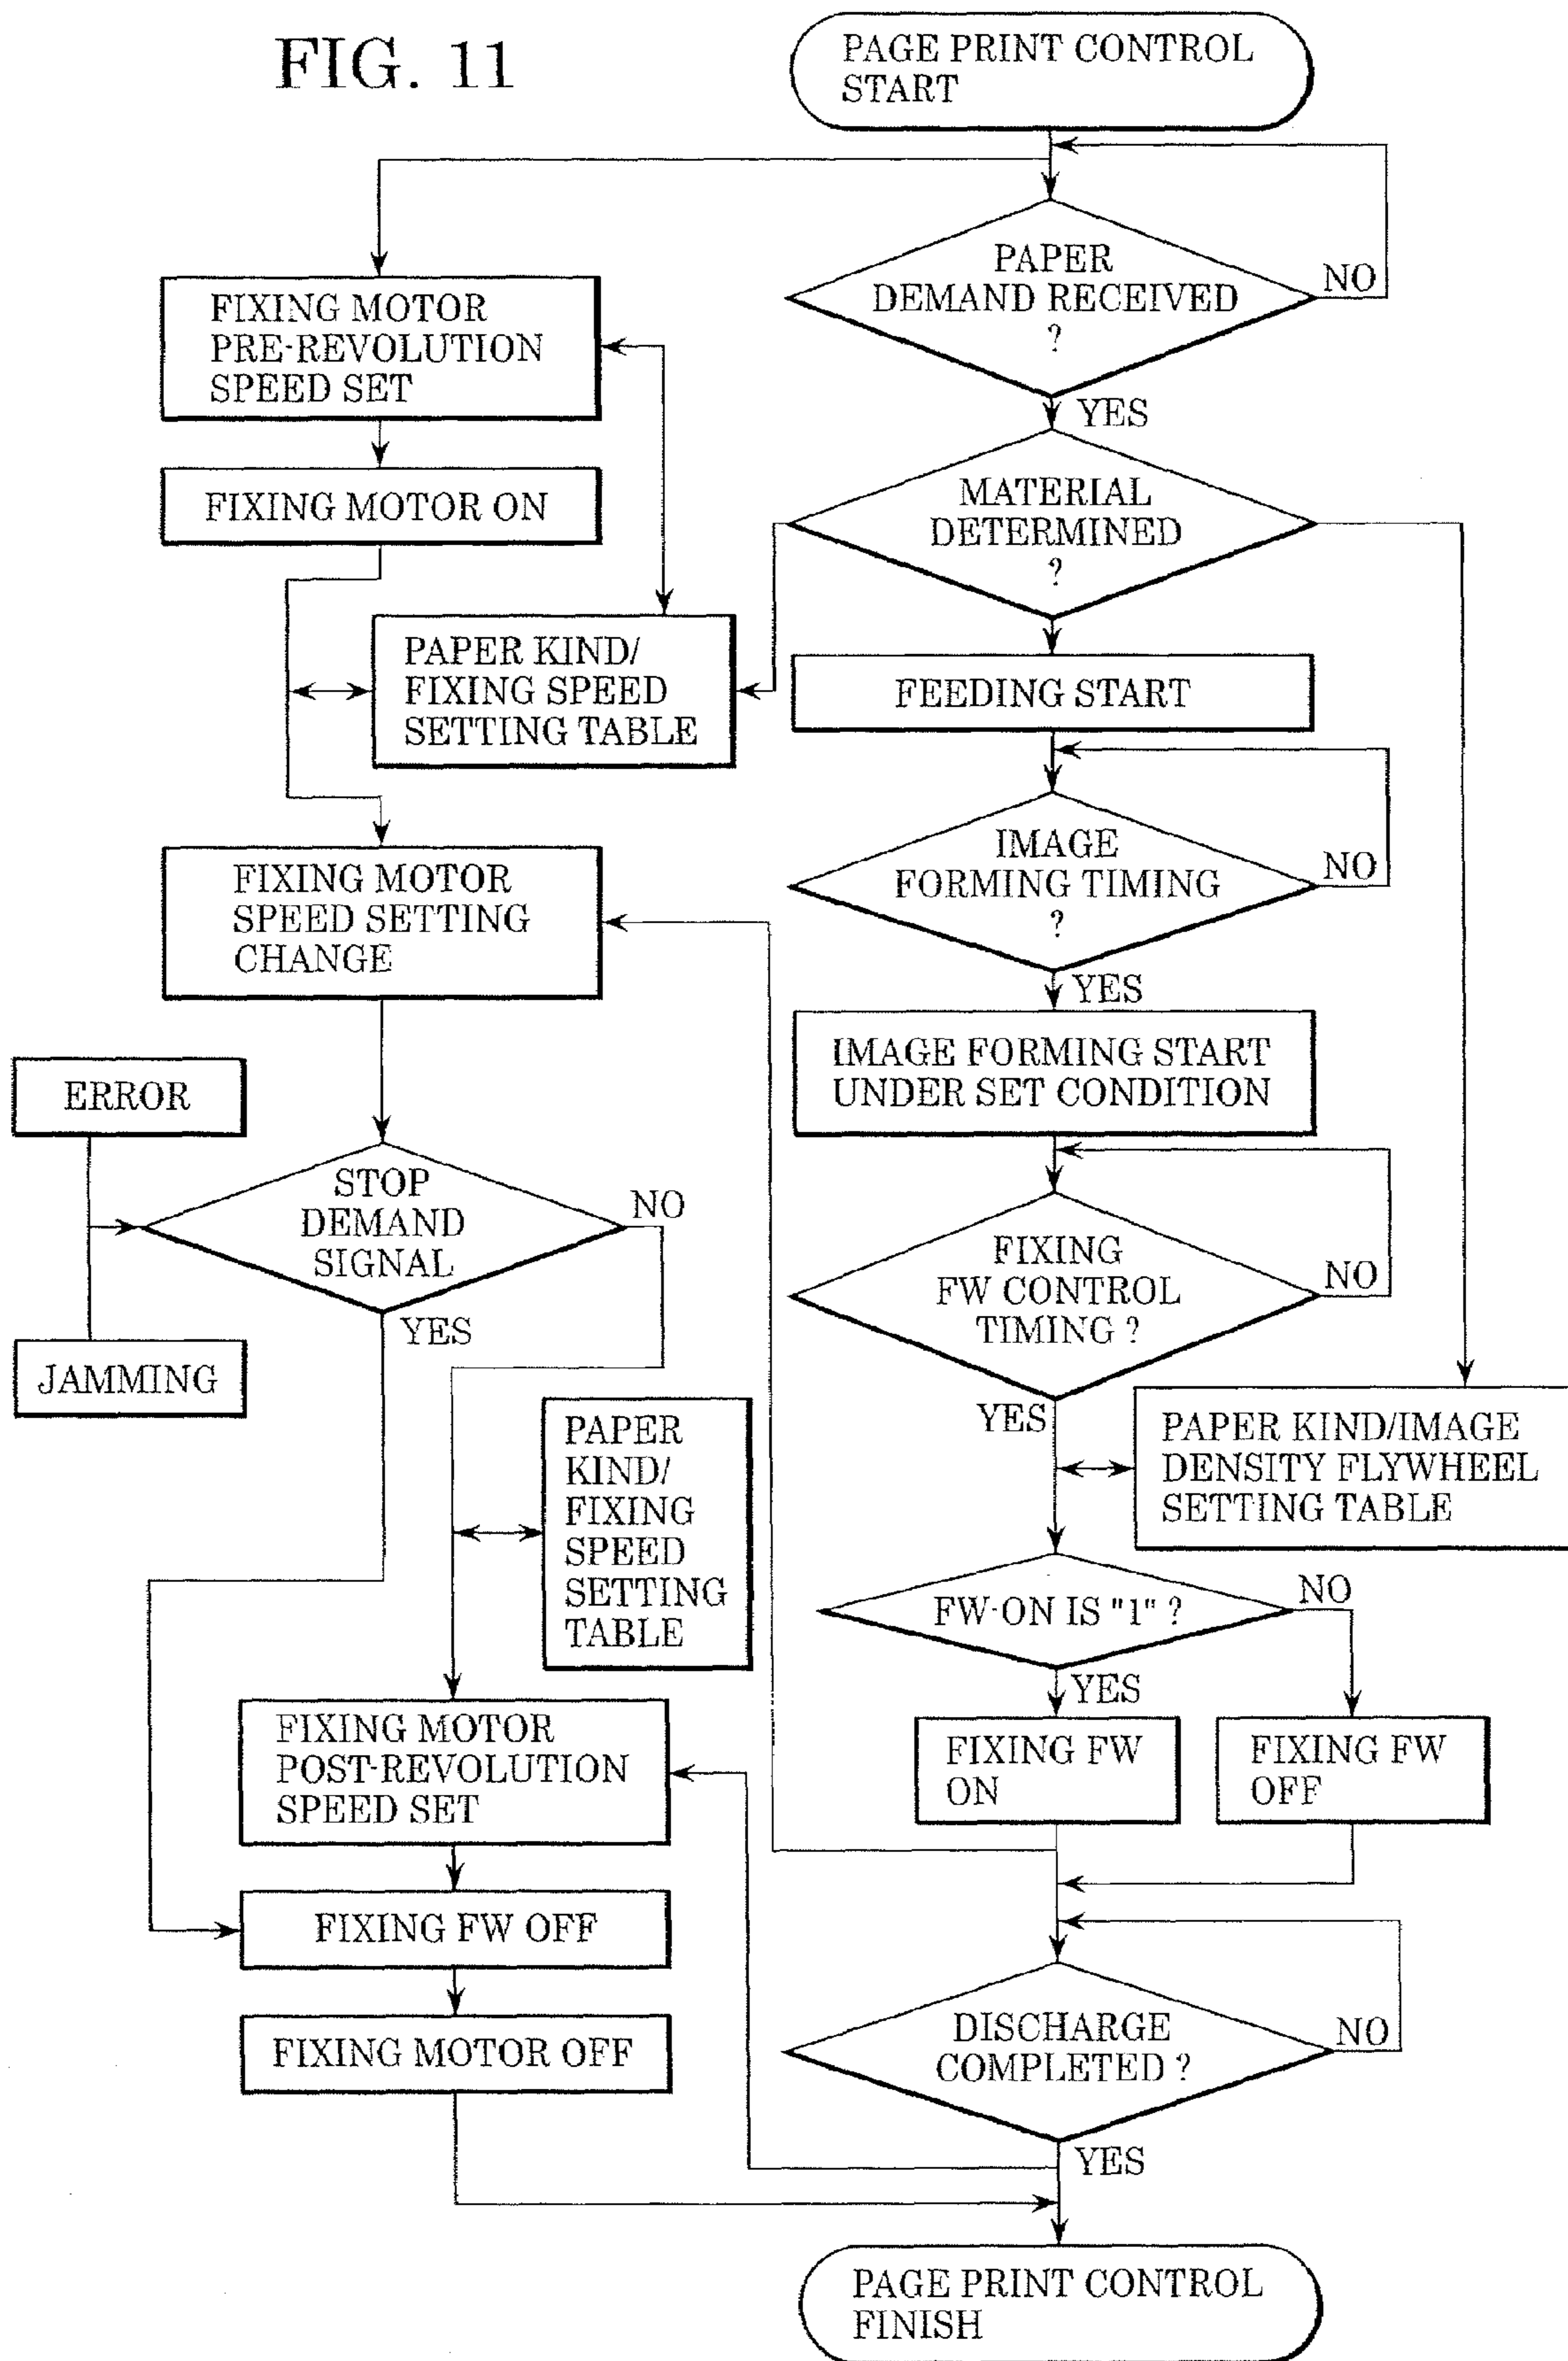 FIG. 11
PAGE PRINT CONTROL
START
PAPER
DEMAND RECEIVED
?
NO
YES
FIXING MOTOR
PRE-REVOLUTION
SPEED SET
FIXING MOTOR ON
MATERIAL
DETERMINED
?
PAPER KIND/
FIXING SPEED
SETTING TABLE
FEEDING START
IMAGE
FORMING TIMING
?
NO
YES
FIXING MOTOR
SPEED SETTING
CHANGE
IMAGE FORMING START
UNDER SET CONDITION
ERROR
STOP
DEMAND
SIGNAL
NO
YES
JAMMING
FIXING
FW CONTROL
TIMING ?
NO
YES
PAPER KIND/IMAGE
DENSITY FLYWHEEL
SETTING TABLE
PAPER
KIND/
FIXING
SPEED
SETTING
TABLE
FW-ON IS "1" ?
NO
YES
FIXING MOTOR
POST-REVOLUTION
SPEED SET
FIXING FW
ON
FIXING FW
OFF
FIXING FW OFF
FIXING MOTOR OFF
DISCHARGE
COMPLETED ?
NO
YES
PAGE PRINT CONTROL
FINISH